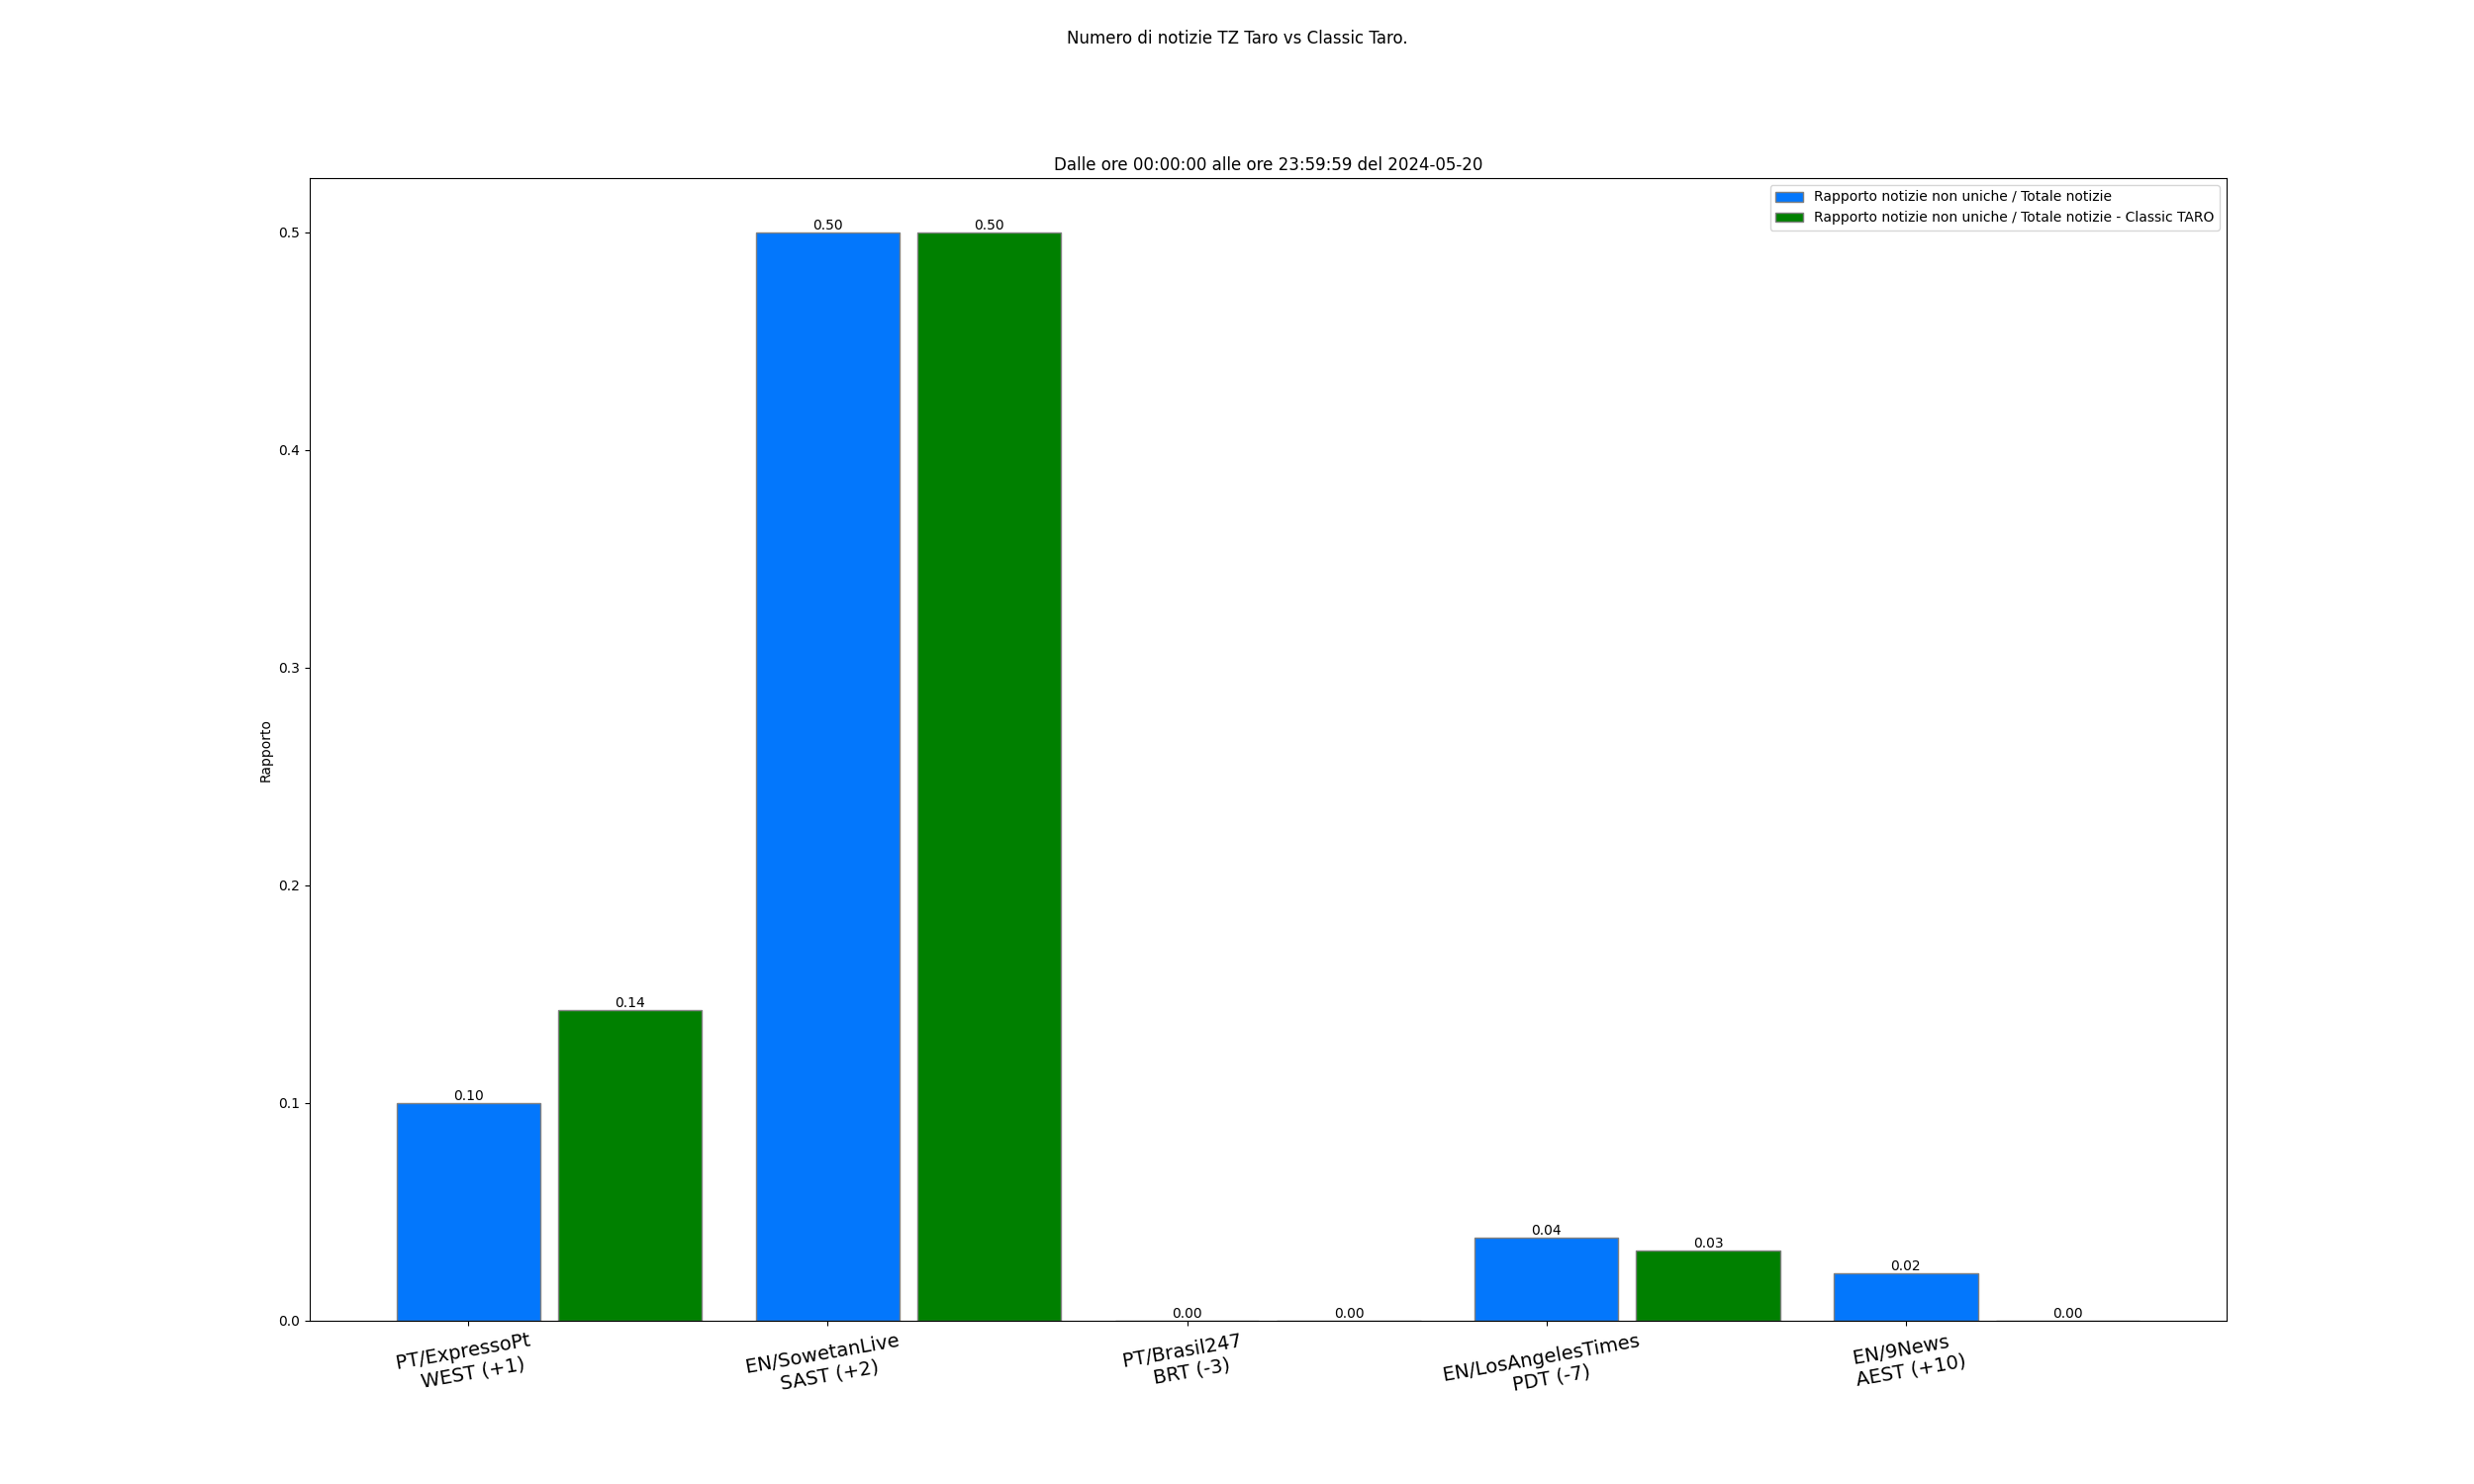 Numero di notizie TZ Taro vs Classic Taro.
Dalle ore 00:00:00 alle ore 23:59:59 del 2024-05-20
Rapporto notizie non uniche / Totale notizie
Rapporto notizie non uniche / Totale notizie - Classic TARO
Rapporto
0.5
0.4
0.3
0.2
0.1
0.0
0.10
0.14
0.50
0.50
0.00
0.00
0.04
0.03
0.02
0.00
PT/ExpressoPt
WEST (+1)
EN/SowetanLive
SAST (+2)
PT/Brasil247
BRT (-3)
EN/LosAngelesTimes
PDT (-7)
EN/9News
AEST (+10)